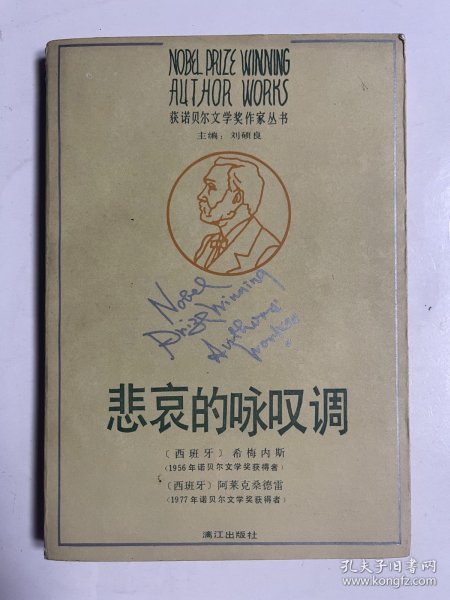 NOBEL PRIZE WINNING
AUTHOR WORKS
获诺贝尔文学奖作家丛书
主编：刘硕良
Nobel
Prize Winning
Author
Works
悲哀的咏叹调
〔西班牙〕希梅内斯
（1956年诺贝尔文学奖获得者）
〔西班牙〕阿莱克桑德雷
（1977年诺贝尔文学奖获得者）
漓江出版社
孔夫子旧书网
www.kongfz.com